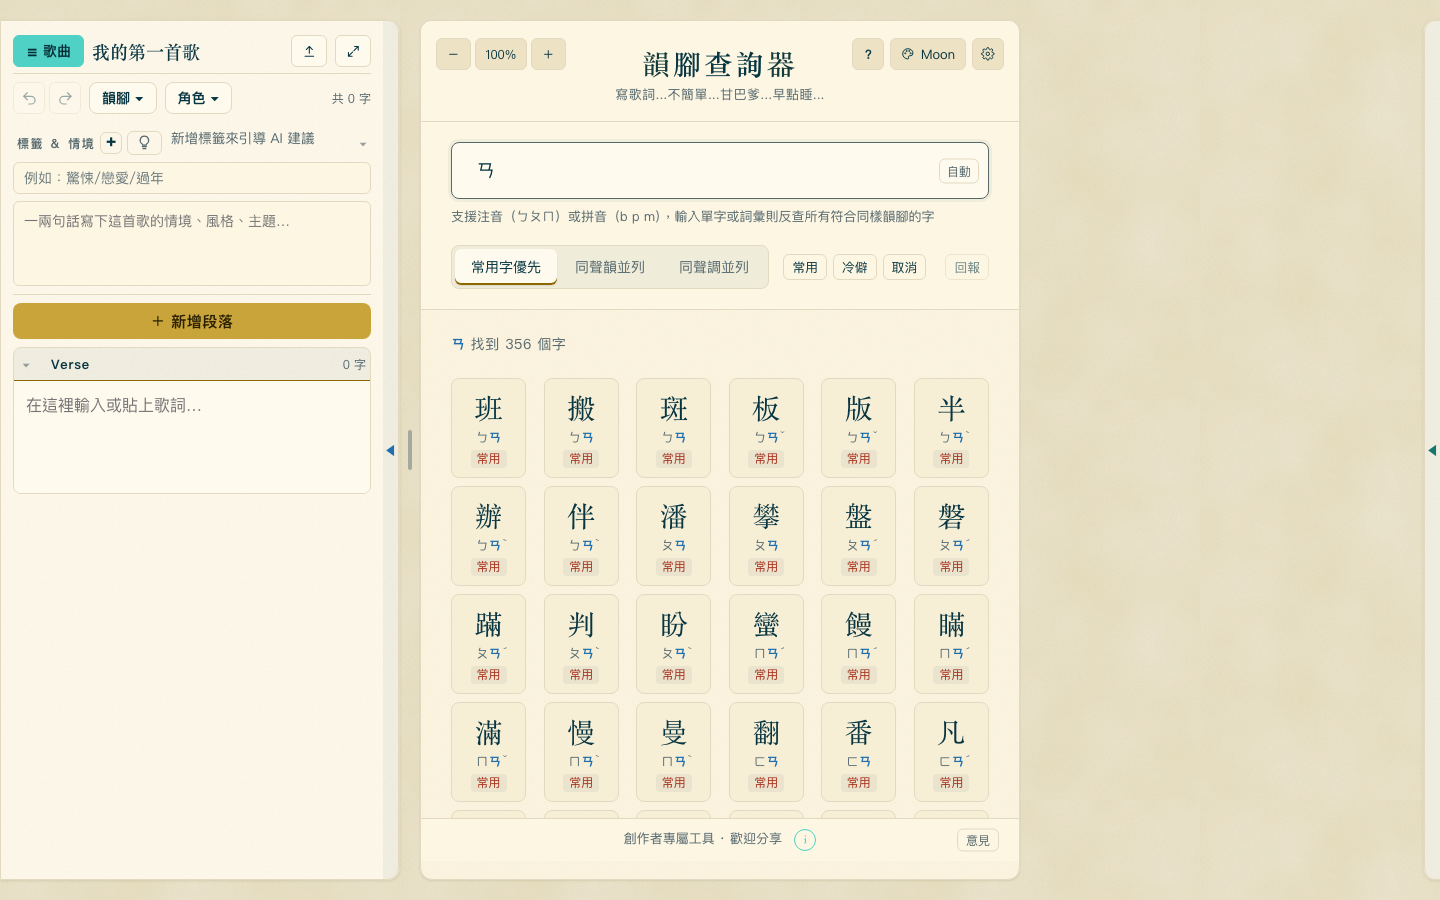 歌曲 我的第一首歌
韻腳 角色 共 0 字
標籤 & 情境 + 新增標籤來引導 AI 建議
例如：驚悚/戀愛/過年
一兩句話寫下這首歌的情境、風格、主題...
+ 新增段落
Verse 0 字
在這裡輸入或貼上歌詞...
− 100% + ? Moon
韻腳查詢器
寫歌詞...不簡單...甘巴爹...早點睡...
ㄢ 自動
支援注音（ㄅㄆㄇ）或拼音（b p m），輸入單字或詞彙則反查所有符合同樣韻腳的字
常用字優先 同聲韻並列 同聲調並列 常用 冷僻 取消 回報
ㄢ 找到 356 個字
班 搬 斑 板 版 半
ㄅㄢ ㄅㄢ ㄅㄢ ㄅㄢˇ ㄅㄢˇ ㄅㄢˋ
常用 常用 常用 常用 常用 常用
辦 伴 潘 攀 盤 磐
ㄅㄢˋ ㄅㄢˋ ㄆㄢ ㄆㄢ ㄆㄢˊ ㄆㄢˊ
常用 常用 常用 常用 常用 常用
蹣 判 盼 蠻 饅 瞞
ㄆㄢˊ ㄆㄢˋ ㄆㄢˋ ㄇㄢˊ ㄇㄢˊ ㄇㄢˊ
常用 常用 常用 常用 常用 常用
滿 慢 曼 翻 番 凡
ㄇㄢˇ ㄇㄢˋ ㄇㄢˋ ㄈㄢ ㄈㄢ ㄈㄢˊ
常用 常用 常用 常用 常用 常用
創作者專屬工具 · 歡迎分享 i 意見